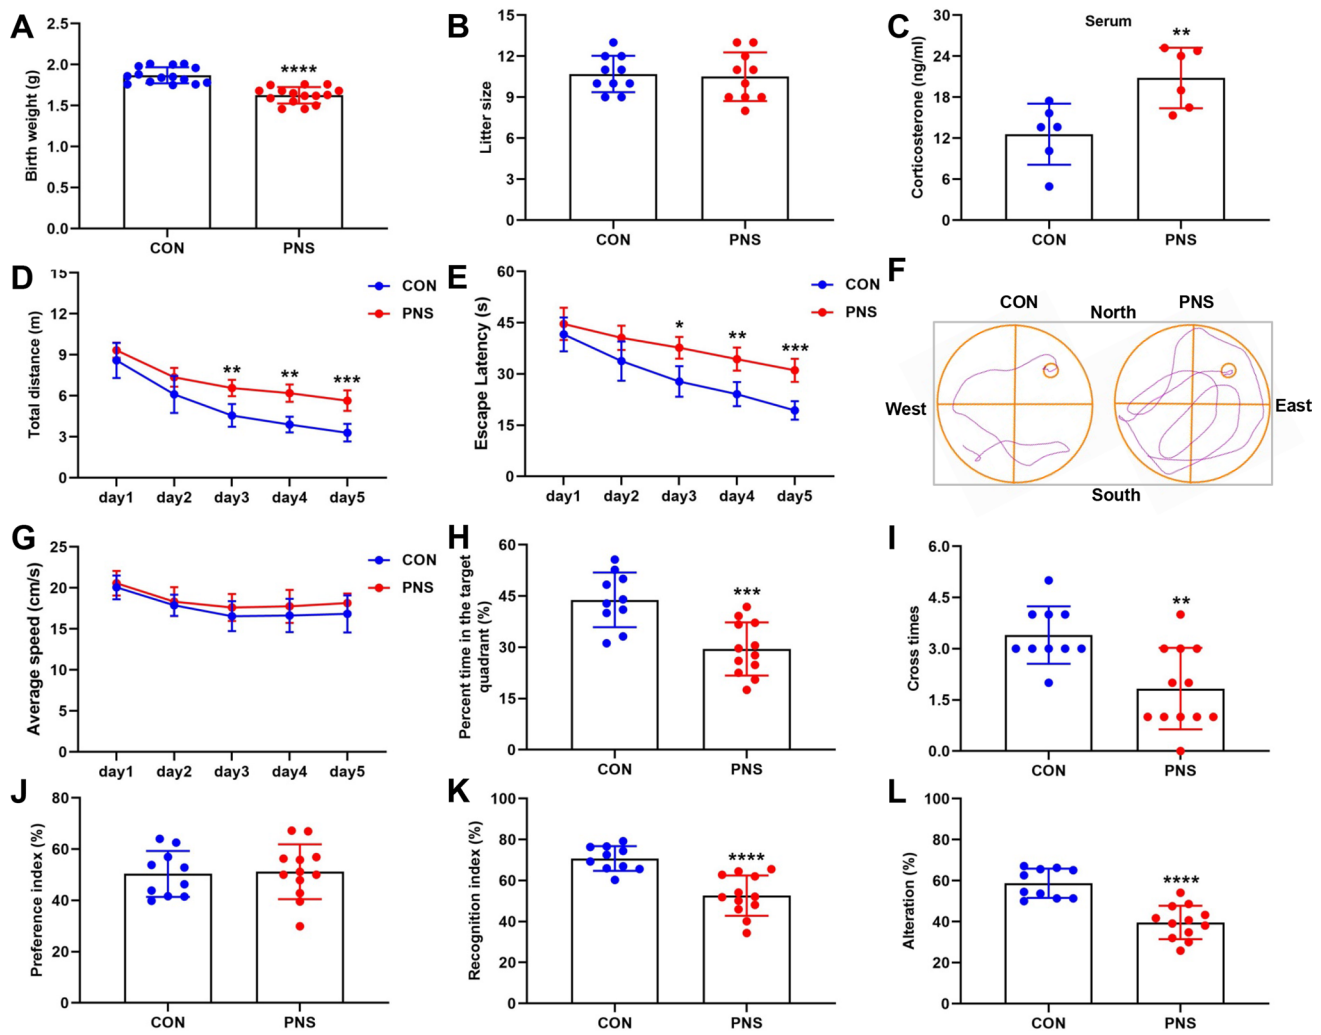 A
Birth weight (g)
2.5
2.0
1.5
1.0
0.5
0.0
****
CON
PNS
B
Litter size
15
12
9
6
3
0
CON
PNS
C
Corticosterone (ng/ml)
30
24
18
12
6
0
Serum
**
CON
PNS
D
Total distance (m)
15
12
9
6
3
0
**
**
***
CON
PNS
day1 day2 day3 day4 day5
E
Escape Latency (s)
60
45
30
15
0
*
**
***
CON
PNS
day1 day2 day3 day4 day5
F
CON
North
PNS
West
East
South
G
Average speed (cm/s)
25
20
15
10
5
0
CON
PNS
day1 day2 day3 day4 day5
H
Percent time in the target
quadrant (%)
60
45
30
15
0
***
CON
PNS
I
Cross times
6.0
4.5
3.0
1.5
0.0
**
CON
PNS
J
Preference index (%)
80
60
40
20
0
CON
PNS
K
Recognition index (%)
100
80
60
40
20
0
****
CON
PNS
L
Alteration (%)
100
80
60
40
20
0
****
CON
PNS